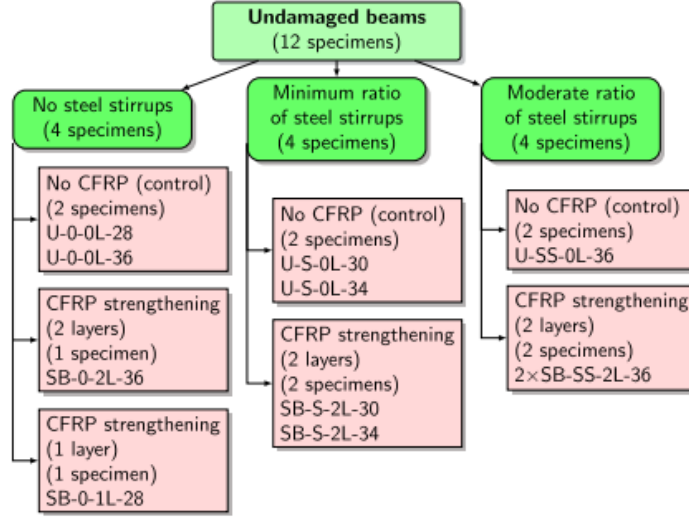 Undamaged beams
(12 specimens)
No steel stirrups
(4 specimens)
No CFRP (control)
(2 specimens)
U-0-0L-28
U-0-0L-36
CFRP strengthening
(2 layers)
(1 specimen)
SB-0-2L-36
CFRP strengthening
(1 layer)
(1 specimen)
SB-0-1L-28
Minimum ratio
of steel stirrups
(4 specimens)
No CFRP (control)
(2 specimens)
U-S-0L-30
U-S-0L-34
CFRP strengthening
(2 layers)
(2 specimens)
SB-S-2L-30
SB-S-2L-34
Moderate ratio
of steel stirrups
(4 specimens)
No CFRP (control)
(2 specimens)
U-SS-0L-36
CFRP strengthening
(2 layers)
(2 specimens)
2×SB-SS-2L-36